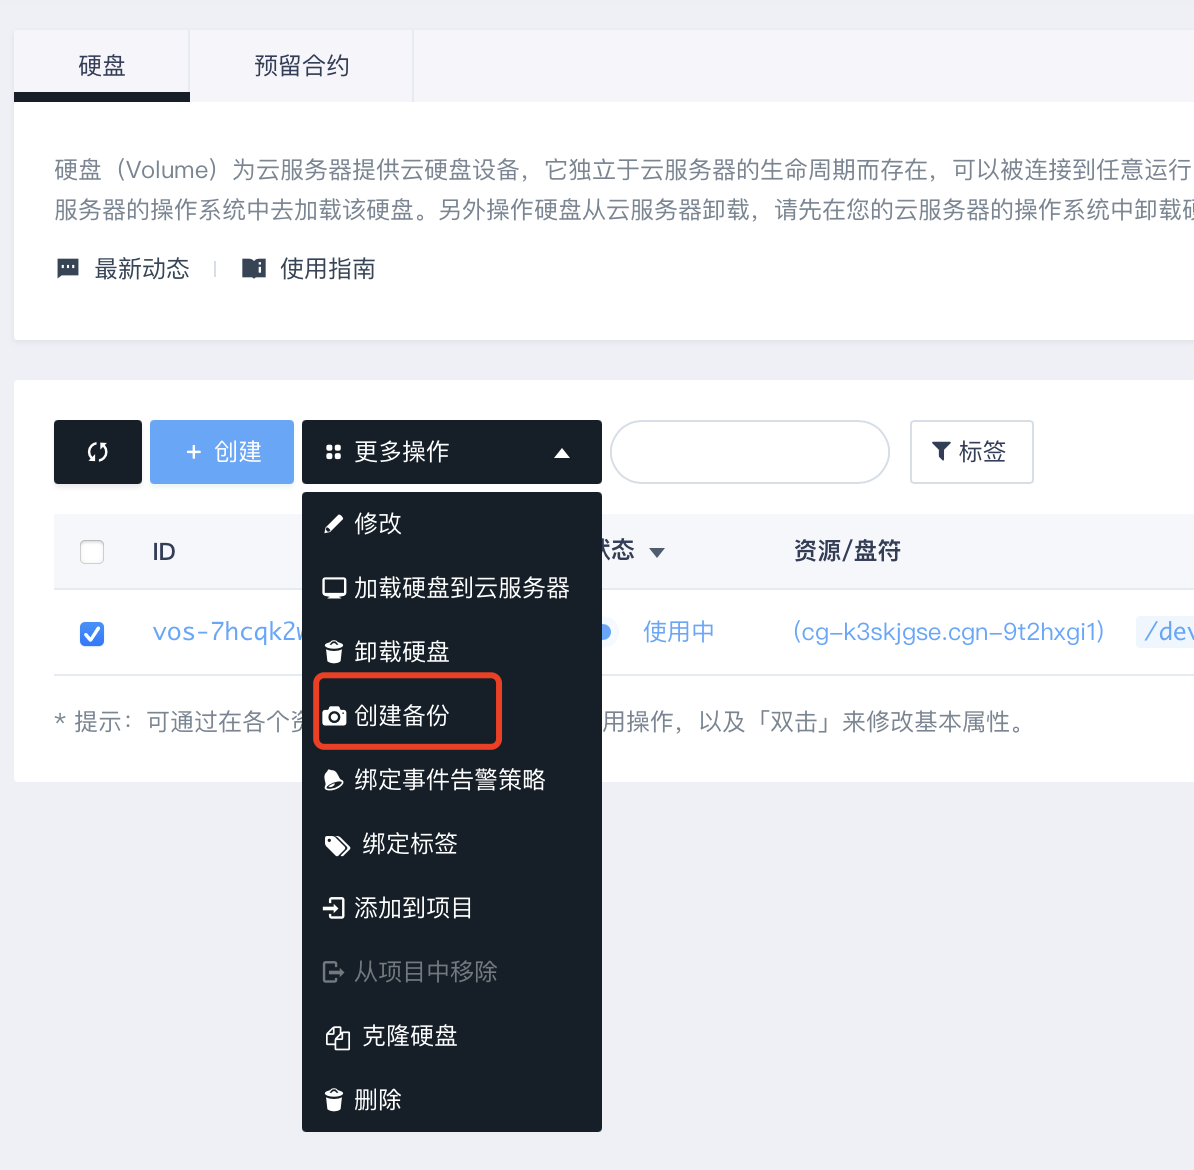 硬盘
预留合约
硬盘（Volume）为云服务器提供云硬盘设备，它独立于云服务器的生命周期而存在，可以被连接到任意运行
服务器的操作系统中去加载该硬盘。另外操作硬盘从云服务器卸载，请先在您的云服务器的操作系统中卸载硬
最新动态
使用指南
+ 创建
更多操作
标签
ID
状态
资源/盘符
vos-7hcqk2w
使用中
(cg-k3skjgse.cgn-9t2hxgi1)
/dev
* 提示：可通过在各个资
用操作，以及「双击」来修改基本属性。
修改
加载硬盘到云服务器
卸载硬盘
创建备份
绑定事件告警策略
绑定标签
添加到项目
从项目中移除
克隆硬盘
删除